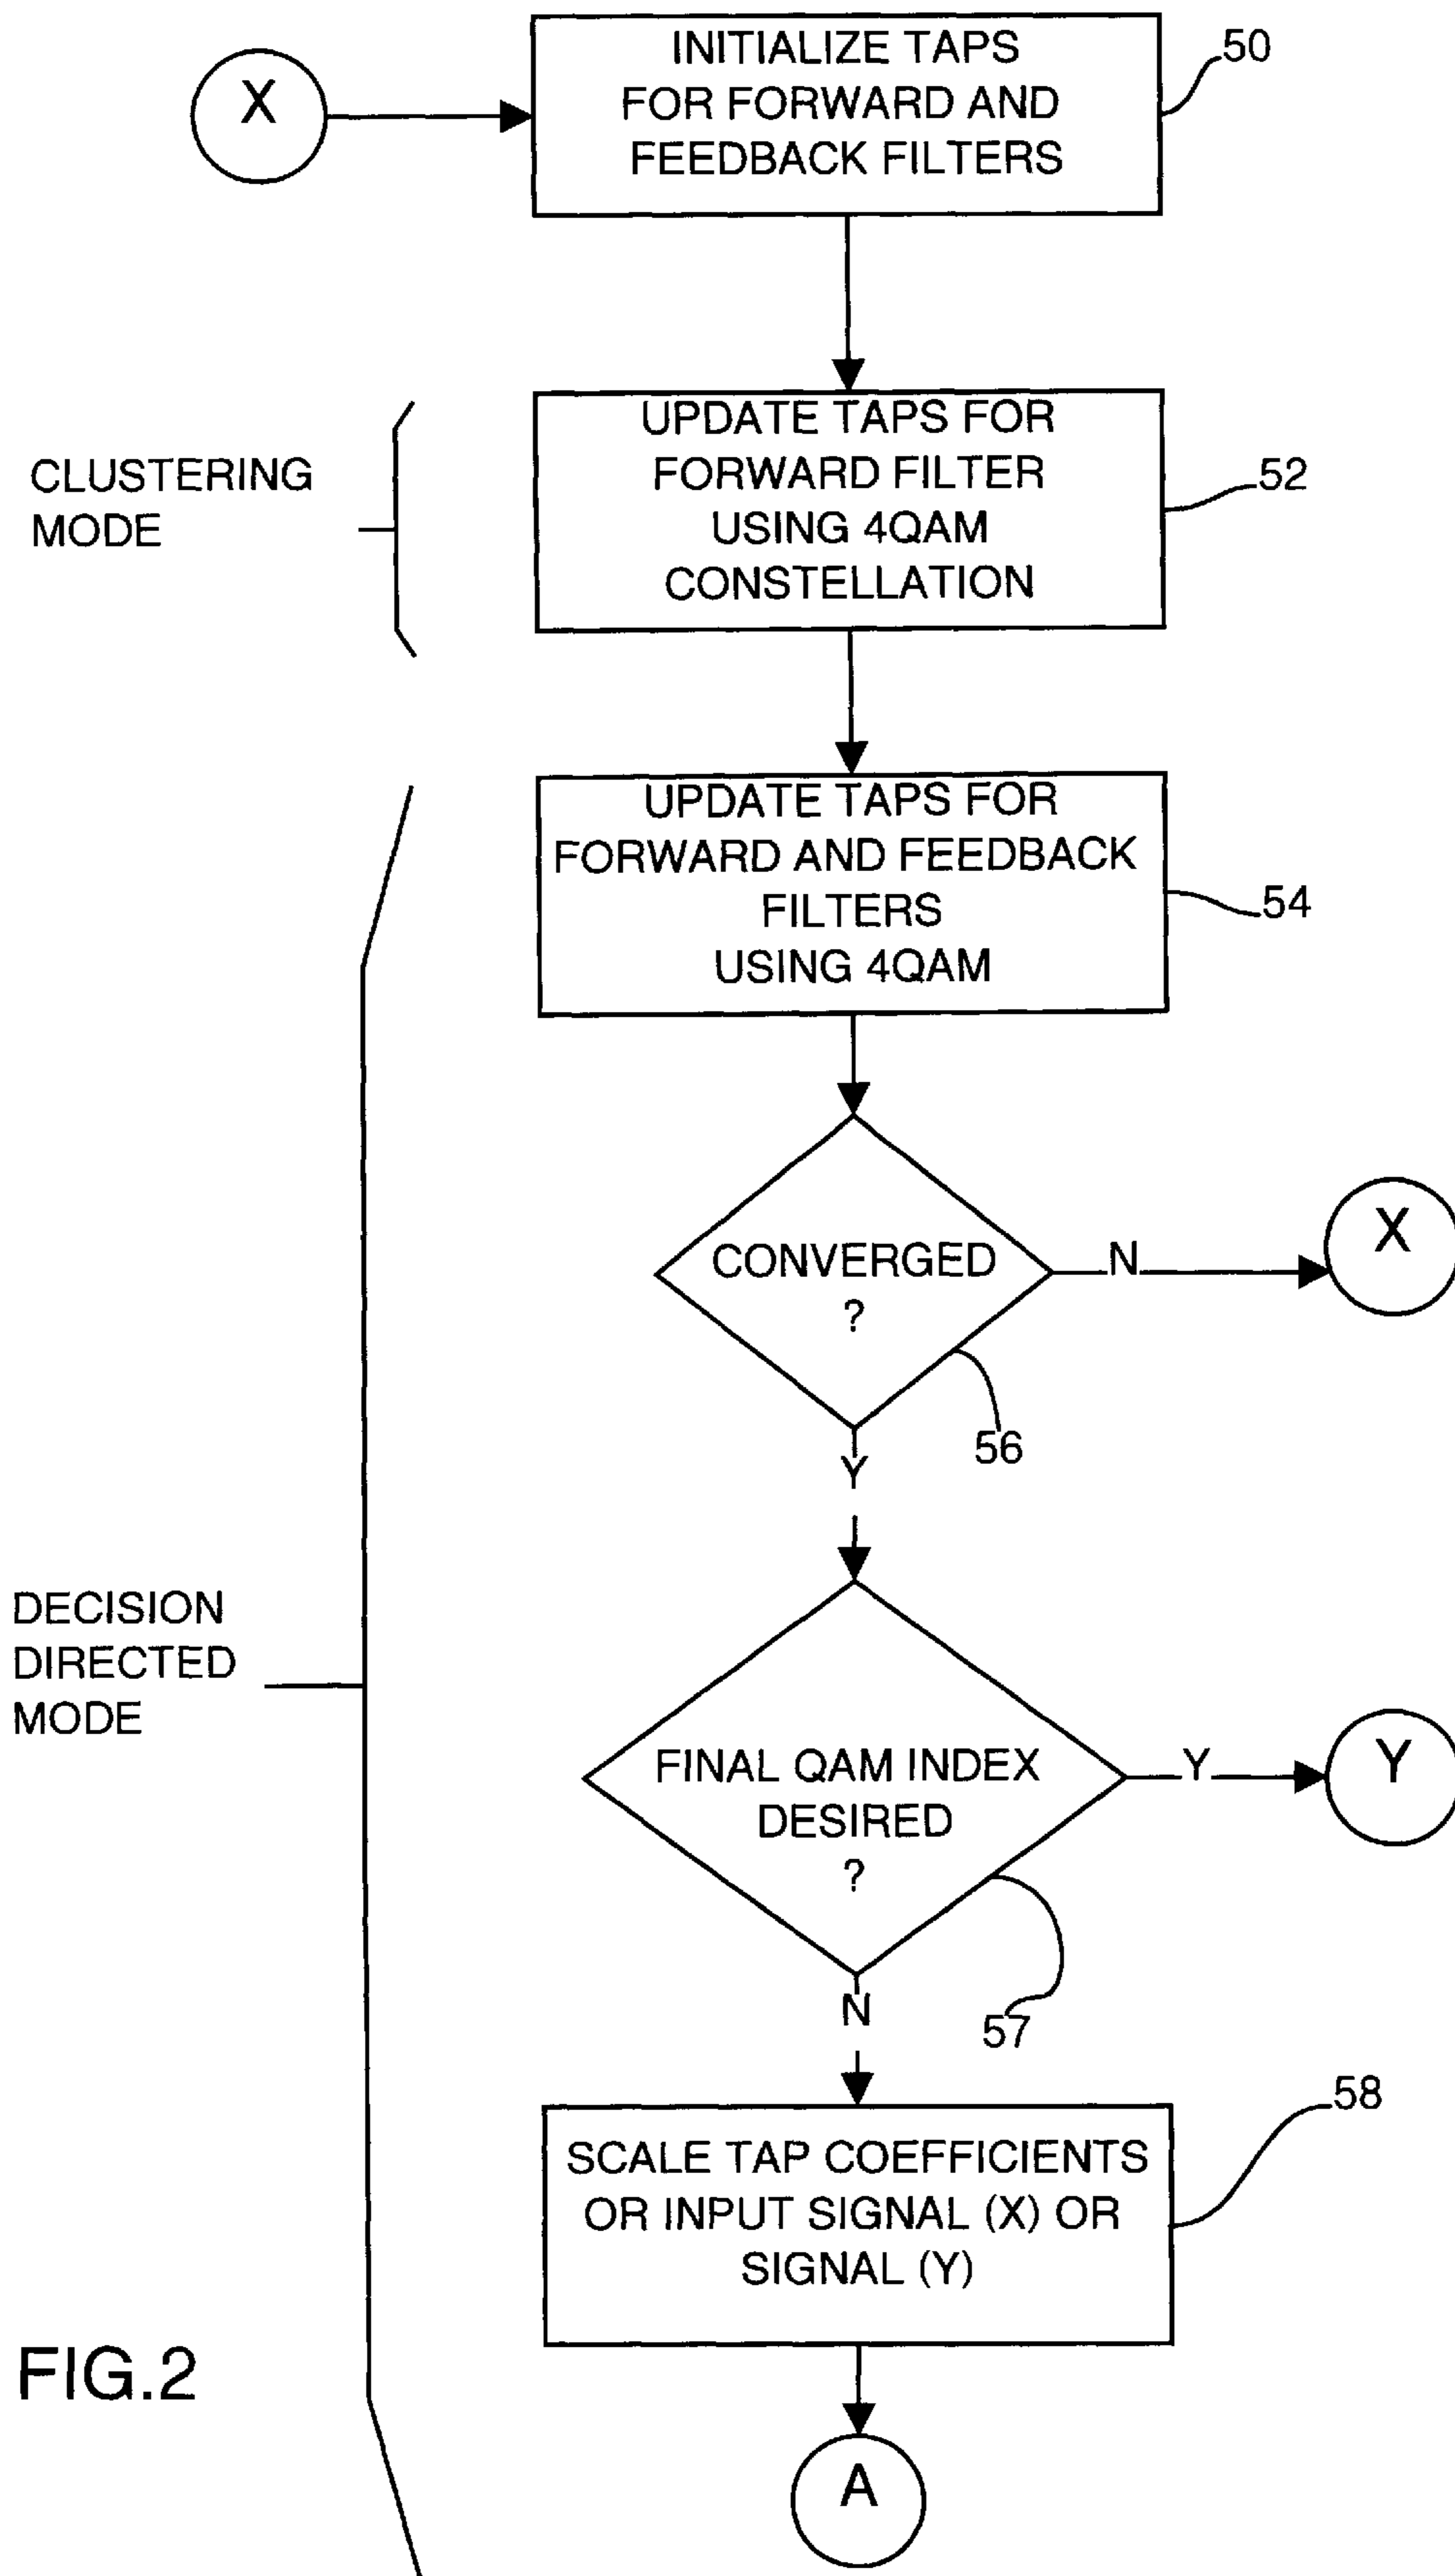 X
INITIALIZE TAPS
FOR FORWARD AND
FEEDBACK FILTERS
50
CLUSTERING
MODE
UPDATE TAPS FOR
FORWARD FILTER
USING 4QAM
CONSTELLATION
52
UPDATE TAPS FOR
FORWARD AND FEEDBACK
FILTERS
USING 4QAM
54
CONVERGED
?
N
X
56
Y
DECISION
DIRECTED
MODE
FINAL QAM INDEX
DESIRED
?
Y
Y
57
N
58
SCALE TAP COEFFICIENTS
OR INPUT SIGNAL (X) OR
SIGNAL (Y)
FIG.2
A